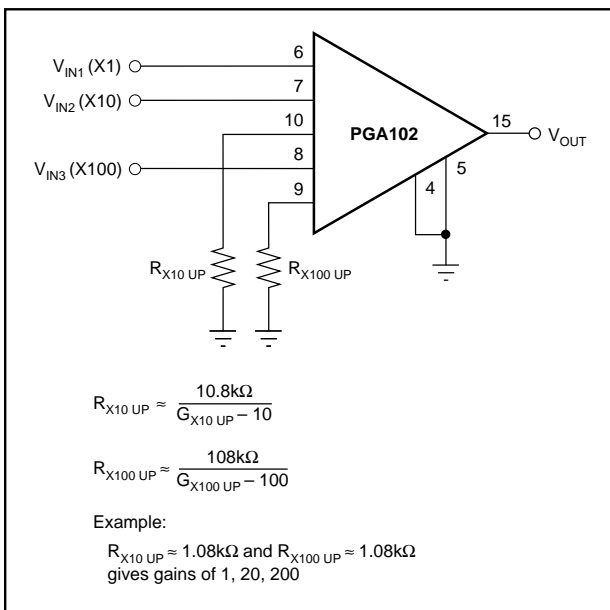 6
V_IN1 (X1)
7
V_IN2 (X10)
10
PGA102
15
V_OUT
8
V_IN3 (X100)
5
4
9
R_X10 UP
R_X100 UP
R_X10 UP ≈ 10.8kΩ / G_X10 UP – 10
R_X100 UP ≈ 108kΩ / G_X100 UP – 100
Example:
R_X10 UP ≈ 1.08kΩ and R_X100 UP ≈ 1.08kΩ
gives gains of 1, 20, 200